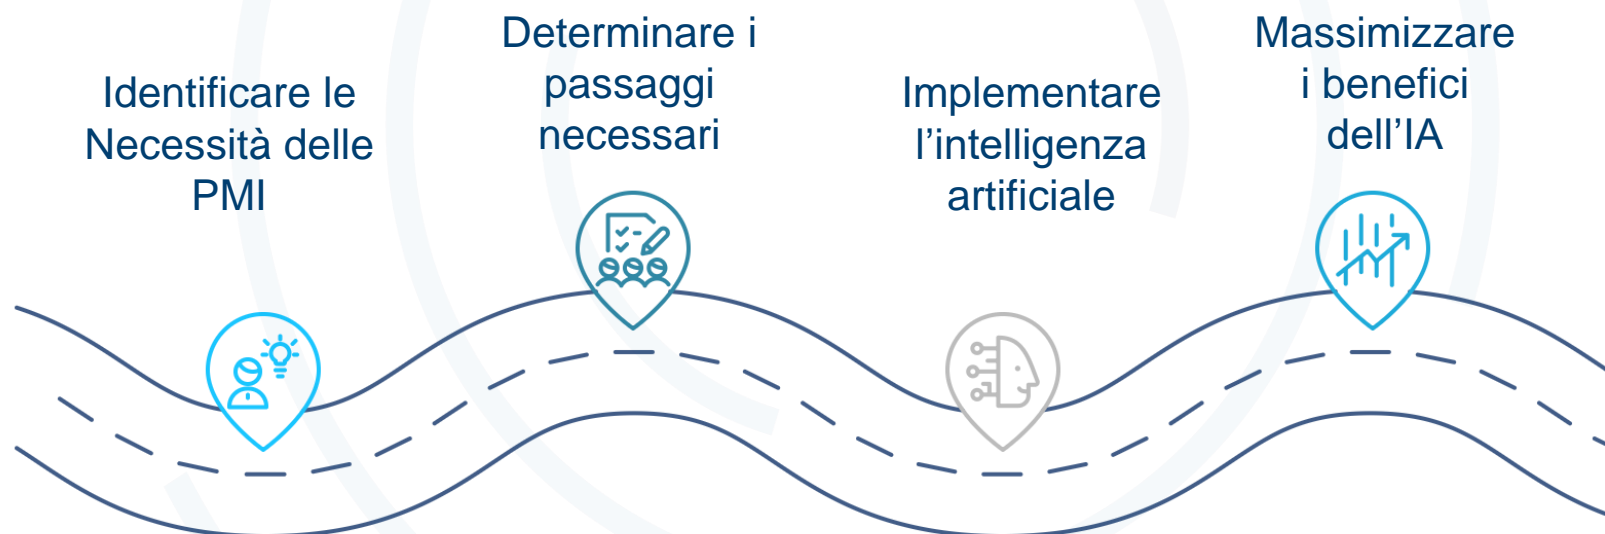 Identificare le
Necessità delle
PMI
Determinare i
passaggi
necessari
Implementare
l’intelligenza
artificiale
Massimizzare
i benefici
dell’IA